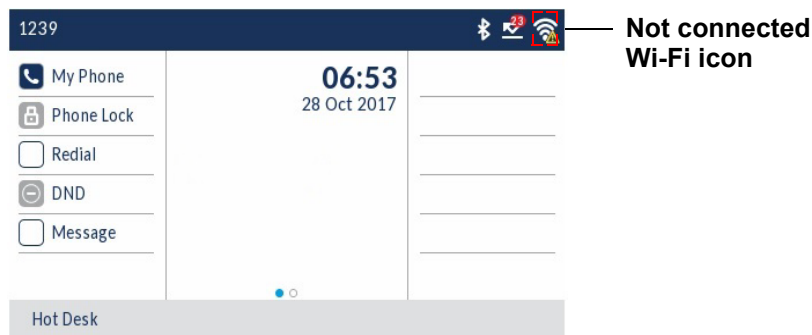 1239
23
Not connected
Wi-Fi icon
My Phone
06:53
28 Oct 2017
Phone Lock
Redial
DND
Message
Hot Desk